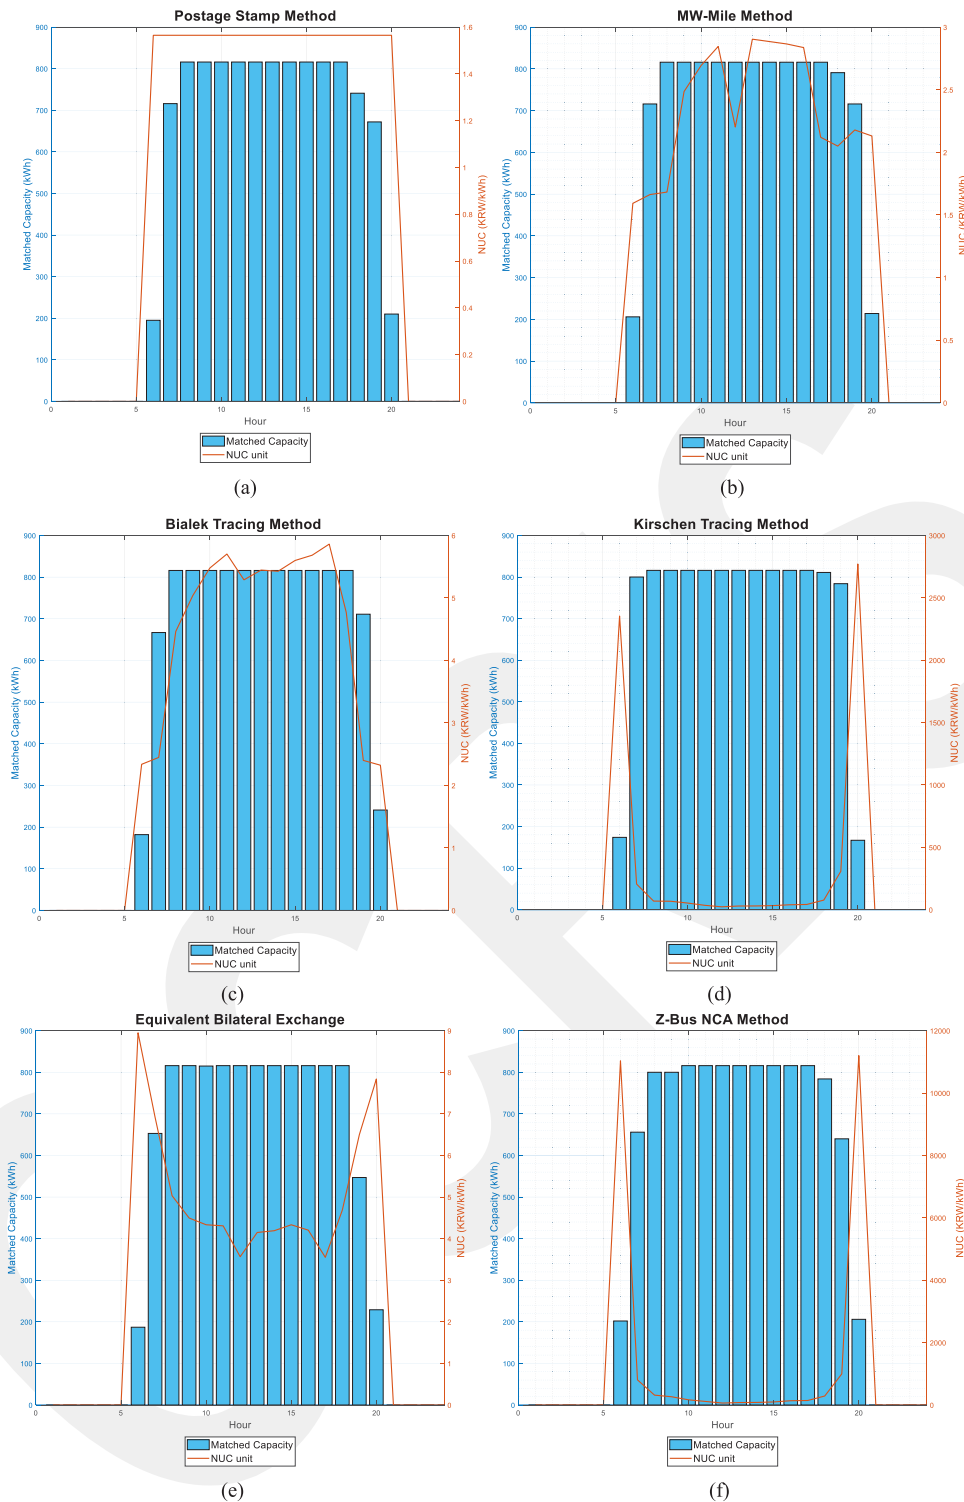 Postage Stamp Method
900
800
700
600
500
400
300
200
100
0
Matched Capacity (kWh)
1.6
1.4
1.2
1
0.8
0.6
0.4
0.2
0
NUC (KRW/kWh)
0 5 10 15 20
Hour
Matched Capacity
NUC unit
(a)
MW-Mile Method
900
800
700
600
500
400
300
200
100
0
Matched Capacity (kWh)
3
2.5
2
1.5
1
0.5
0
NUC (KRW/kWh)
0 5 10 15 20
Hour
Matched Capacity
NUC unit
(b)
Bialek Tracing Method
900
800
700
600
500
400
300
200
100
0
Matched Capacity (kWh)
6
5
4
3
2
1
0
NUC (KRW/kWh)
0 5 10 15 20
Hour
Matched Capacity
NUC unit
(c)
Kirschen Tracing Method
900
800
700
600
500
400
300
200
100
0
Matched Capacity (kWh)
3000
2500
2000
1500
1000
500
0
NUC (KRW/kWh)
0 5 10 15 20
Hour
Matched Capacity
NUC unit
(d)
Equivalent Bilateral Exchange
900
800
700
600
500
400
300
200
100
0
Matched Capacity (kWh)
9
8
7
6
5
4
3
2
1
0
NUC (KRW/kWh)
0 5 10 15 20
Hour
Matched Capacity
NUC unit
(e)
Z-Bus NCA Method
900
800
700
600
500
400
300
200
100
0
Matched Capacity (kWh)
12000
10000
8000
6000
4000
2000
0
NUC (KRW/kWh)
0 5 10 15 20
Hour
Matched Capacity
NUC unit
(f)